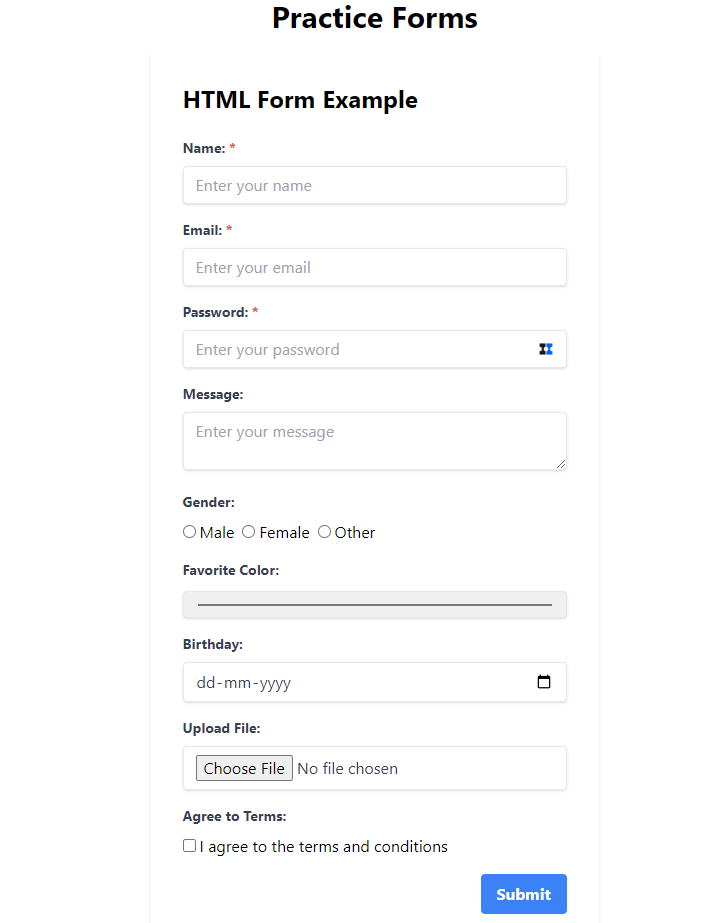 Practice Forms
HTML Form Example
Name: *
Enter your name
Email: *
Enter your email
Password: *
Enter your password
Message:
Enter your message
Gender:
Male Female Other
Favorite Color:
Birthday:
dd-mm-yyyy
Upload File:
Choose File No file chosen
Agree to Terms:
I agree to the terms and conditions
Submit